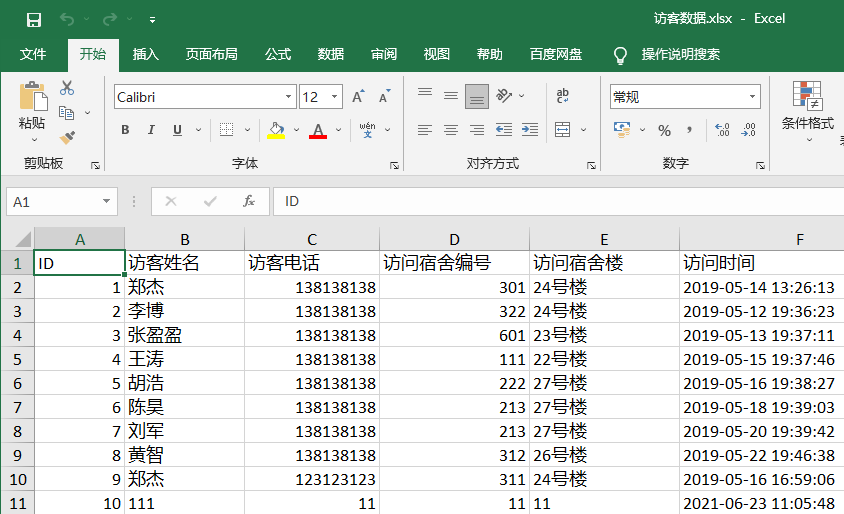 访客数据.xlsx - Excel
文件 开始 插入 页面布局 公式 数据 审阅 视图 帮助 百度网盘 操作说明搜索
Calibri 12 A A ab c 常规
粘贴 B I U A wén 文 % , ←.0 .00 .00 →.0 条件格式
剪贴板 字体 对齐方式 数字
A1 fx ID
A B C D E F
1 ID 访客姓名 访客电话 访问宿舍编号 访问宿舍楼 访问时间
2 1 郑杰 138138138 301 24号楼 2019-05-14 13:26:13
3 2 李博 138138138 322 24号楼 2019-05-12 19:36:23
4 3 张盈盈 138138138 601 23号楼 2019-05-13 19:37:11
5 4 王涛 138138138 111 22号楼 2019-05-15 19:37:46
6 5 胡浩 138138138 222 27号楼 2019-05-16 19:38:27
7 6 陈昊 138138138 213 27号楼 2019-05-18 19:39:03
8 7 刘军 138138138 213 27号楼 2019-05-20 19:39:42
9 8 黄智 138138138 312 26号楼 2019-05-22 19:46:38
10 9 郑杰 123123123 311 24号楼 2019-05-16 16:59:06
11 10 111 11 11 11 2021-06-23 11:05:48